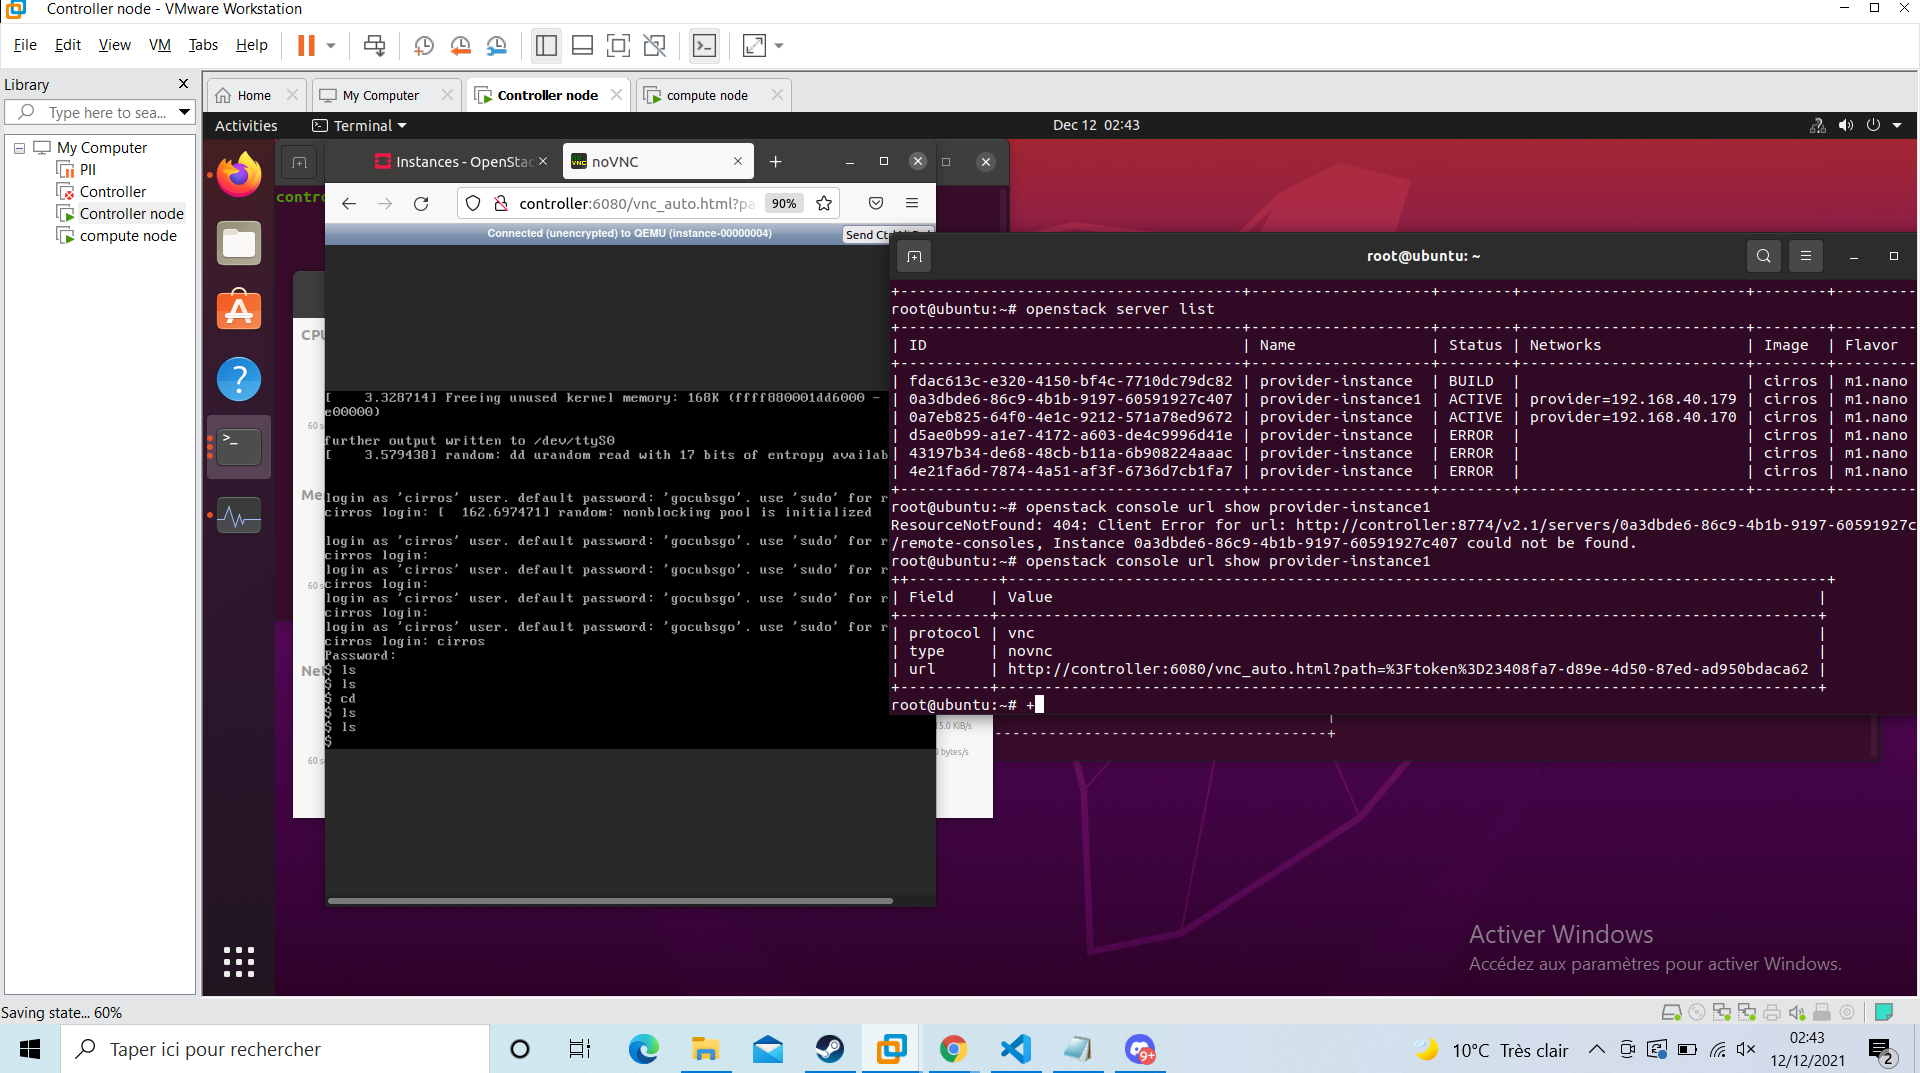 Controller node - VMware Workstation
File Edit View VM Tabs Help
Library
Type here to sea...
My Computer
PII
Controller
Controller node
compute node
Home
My Computer
Controller node
compute node
Activities
Terminal
Dec 12 02:43
Instances - OpenStac
noVNC
contro
controller:6080/vnc_auto.html?pa
90%
Connected (unencrypted) to QEMU (instance-00000004)
CPU
60 s
Me
60 s
Net
60 s
[    3.328714] Freeing unused kernel memory: 168K (ffff880001dd6000 -
e00000)
further output written to /dev/ttyS0
[    3.579438] random: dd urandom read with 17 bits of entropy availab
login as 'cirros' user. default password: 'gocubsgo'. use 'sudo' for r
cirros login: [  162.697471] random: nonblocking pool is initialized
login as 'cirros' user. default password: 'gocubsgo'. use 'sudo' for r
cirros login:
login as 'cirros' user. default password: 'gocubsgo'. use 'sudo' for r
cirros login:
login as 'cirros' user. default password: 'gocubsgo'. use 'sudo' for r
cirros login:
login as 'cirros' user. default password: 'gocubsgo'. use 'sudo' for r
cirros login: cirros
Password:
$ ls
$ ls
$ cd
$ ls
$ ls
$
root@ubuntu: ~
+---------------------------------------+--------------------+--------+-------------------------+--------+---------
root@ubuntu:~# openstack server list
+---------------------------------------+--------------------+--------+-------------------------+--------+---------
| ID | Name | Status | Networks | Image | Flavor
+---------------------------------------+--------------------+--------+-------------------------+--------+---------
| fdac613c-e320-4150-bf4c-7710dc79dc82 | provider-instance | BUILD | | cirros | m1.nano
| 0a3dbde6-86c9-4b1b-9197-60591927c407 | provider-instance1 | ACTIVE | provider=192.168.40.179 | cirros | m1.nano
| 0a7eb825-64f0-4e1c-9212-571a78ed9672 | provider-instance | ACTIVE | provider=192.168.40.170 | cirros | m1.nano
| d5ae0b99-a1e7-4172-a603-de4c9996d41e | provider-instance | ERROR | | cirros | m1.nano
| 43197b34-de68-48cb-b11a-6b908224aaac | provider-instance | ERROR | | cirros | m1.nano
| 4e21fa6d-7874-4a51-af3f-6736d7cb1fa7 | provider-instance | ERROR | | cirros | m1.nano
+---------------------------------------+--------------------+--------+-------------------------+--------+---------
root@ubuntu:~# openstack console url show provider-instance1
ResourceNotFound: 404: Client Error for url: http://controller:8774/v2.1/servers/0a3dbde6-86c9-4b1b-9197-60591927c
/remote-consoles, Instance 0a3dbde6-86c9-4b1b-9197-60591927c407 could not be found.
root@ubuntu:~# openstack console url show provider-instance1
++----------+-------------------------------------------------------------------------------------------+
| Field | Value |
+----------+-------------------------------------------------------------------------------------------+
| protocol | vnc |
| type | novnc |
| url | http://controller:6080/vnc_auto.html?path=%3Ftoken%3D23408fa7-d89e-4d50-87ed-ad950bdaca62 |
+----------+-------------------------------------------------------------------------------------------+
root@ubuntu:~# +
5.0 KiB/s
bytes/s
-------------------------------------+
Activer Windows
Accédez aux paramètres pour activer Windows.
Saving state... 60%
Taper ici pour rechercher
9+
10°C Très clair
02:43
12/12/2021
2